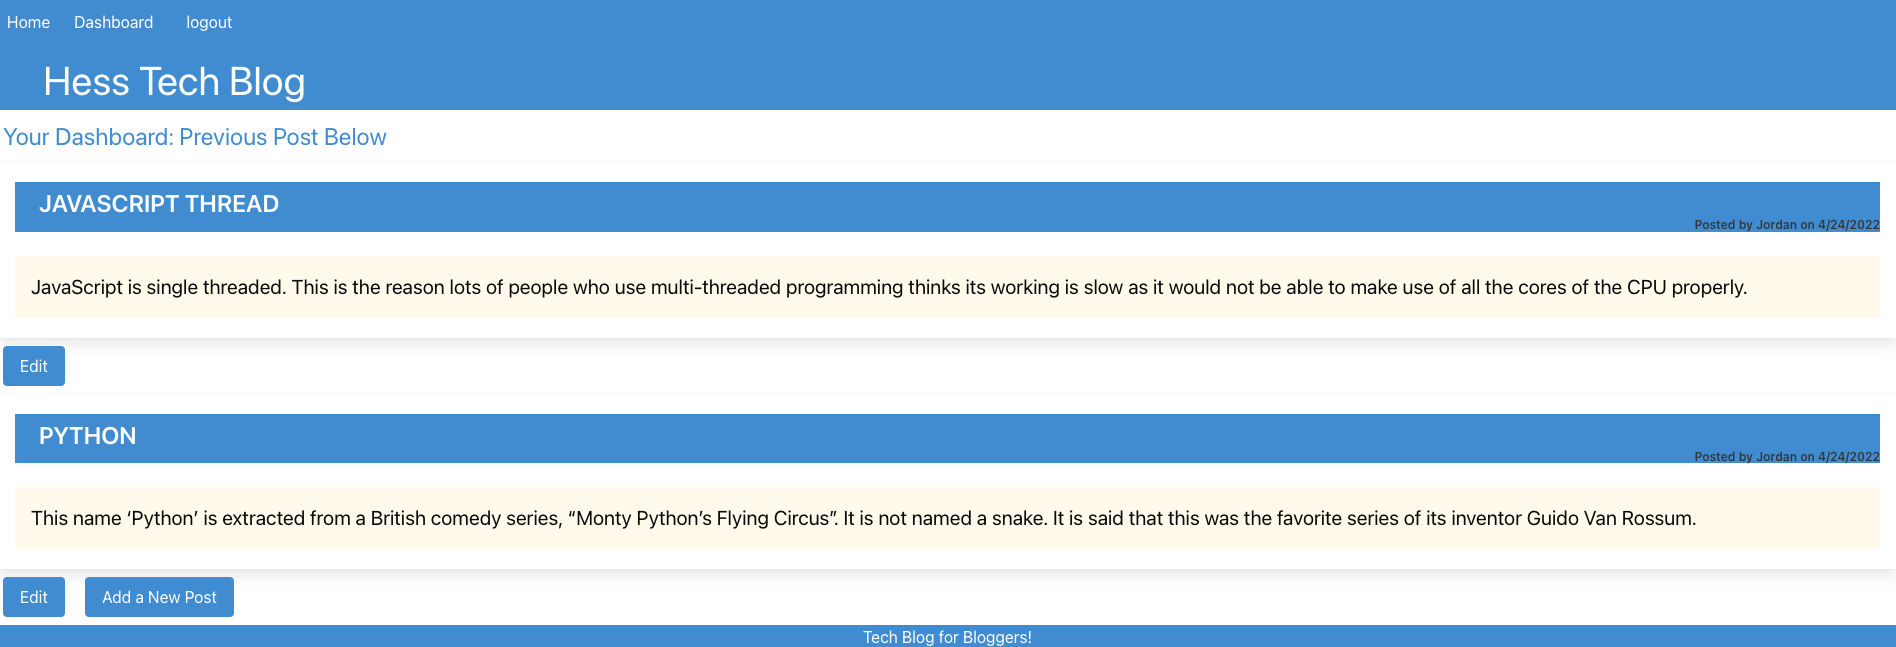 Home Dashboard logout
Hess Tech Blog
Your Dashboard: Previous Post Below
JAVASCRIPT THREAD
Posted by Jordan on 4/24/2022
JavaScript is single threaded. This is the reason lots of people who use multi-threaded programming thinks its working is slow as it would not be able to make use of all the cores of the CPU properly.
Edit
PYTHON
Posted by Jordan on 4/24/2022
This name ‘Python’ is extracted from a British comedy series, “Monty Python’s Flying Circus”. It is not named a snake. It is said that this was the favorite series of its inventor Guido Van Rossum.
Edit Add a New Post
Tech Blog for Bloggers!